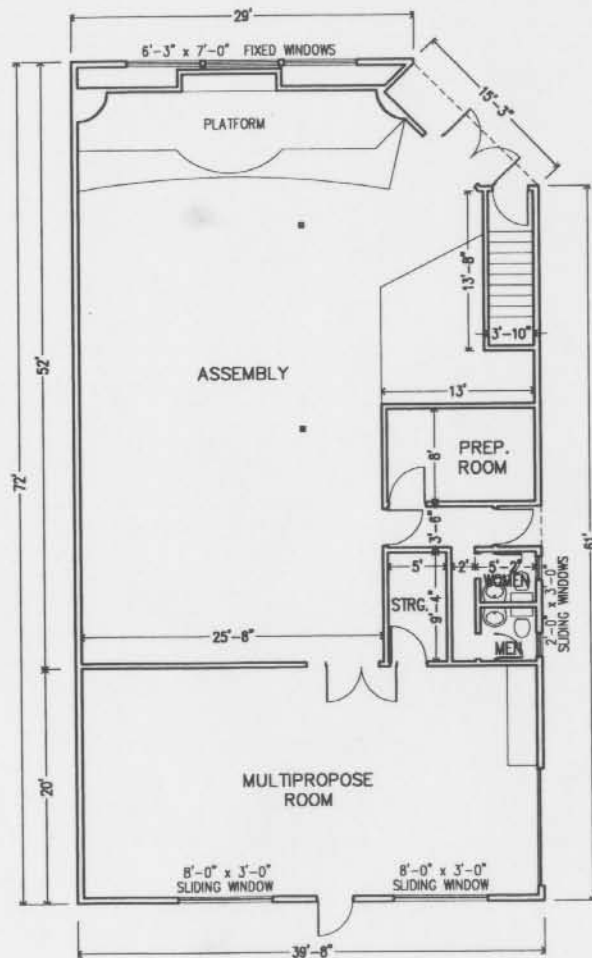 29'
6'-3" x 7'-0" FIXED WINDOWS
15'-3"
PLATFORM
13'-8"
3'-10"
52'
72'
ASSEMBLY
13'
PREP.
ROOM
8'
3'-6"
61'
5'
2'
5'-2"
WOMEN
STRG.
9'-4"
MEN
2'-0" x 3'-0"
SLIDING WINDOWS
25'-8"
20'
MULTIPROPOSE
ROOM
8'-0" x 3'-0"
SLIDING WINDOW
8'-0" x 3'-0"
SLIDING WINDOW
39'-8"